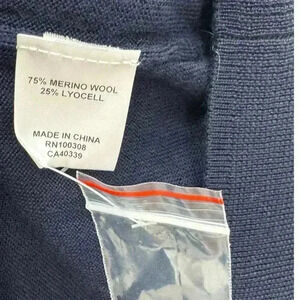 75% MERINO WOOL
25% LYOCELL
MADE IN CHINA
RN100308
CA40339